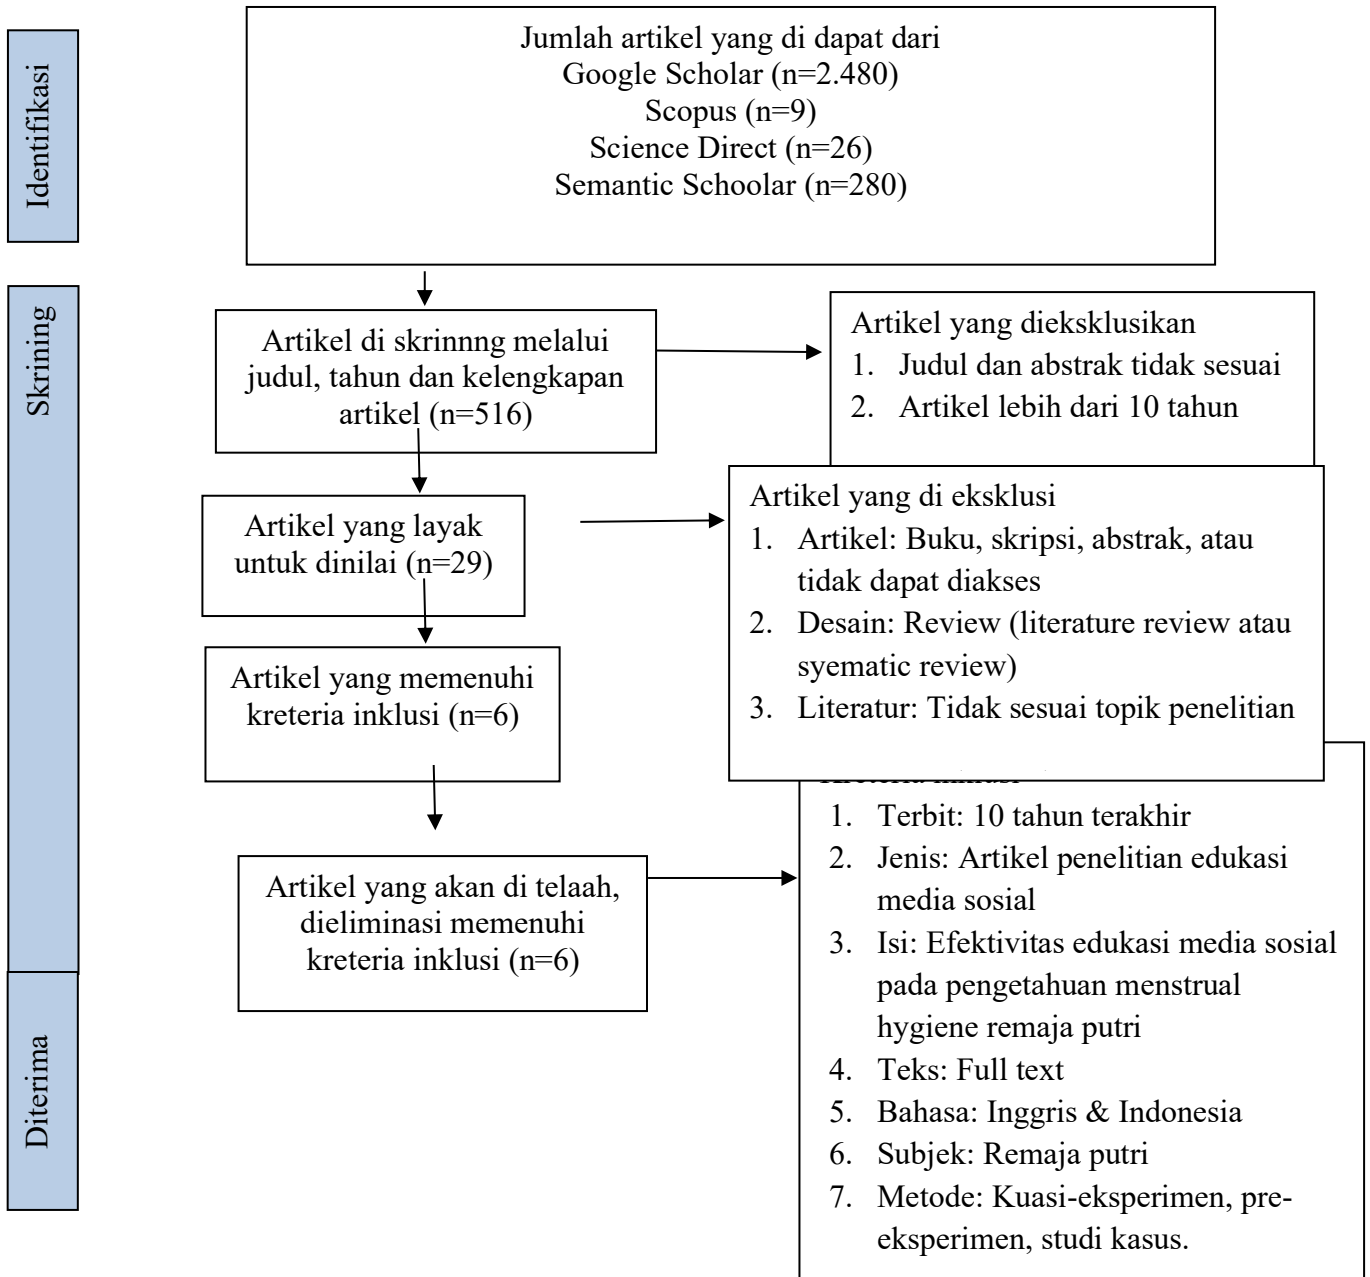 Identifikasi
Jumlah artikel yang di dapat dari
Google Scholar (n=2.480)
Scopus (n=9)
Science Direct (n=26)
Semantic Schoolar (n=280)
Skrining
Artikel di skrinnng melalui
judul, tahun dan kelengkapan
artikel (n=516)
Artikel yang dieksklusikan
1. Judul dan abstrak tidak sesuai
2. Artikel lebih dari 10 tahun
Artikel yang layak
untuk dinilai (n=29)
Artikel yang di eksklusi
1. Artikel: Buku, skripsi, abstrak, atau
tidak dapat diakses
2. Desain: Review (literature review atau
syematic review)
3. Literatur: Tidak sesuai topik penelitian
Artikel yang memenuhi
kreteria inklusi (n=6)
Artikel yang akan di telaah,
dieliminasi memenuhi
kreteria inklusi (n=6)
1. Terbit: 10 tahun terakhir
2. Jenis: Artikel penelitian edukasi
media sosial
3. Isi: Efektivitas edukasi media sosial
pada pengetahuan menstrual
hygiene remaja putri
4. Teks: Full text
5. Bahasa: Inggris & Indonesia
6. Subjek: Remaja putri
7. Metode: Kuasi-eksperimen, pre-
eksperimen, studi kasus.
Diterima